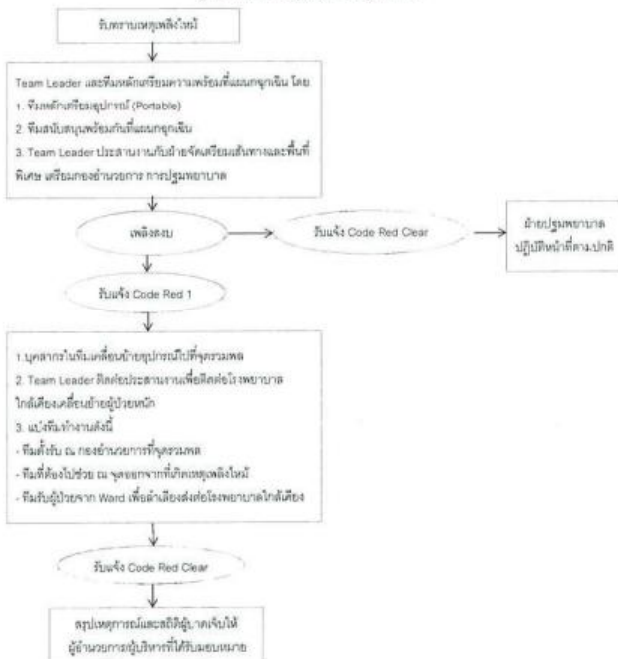 รับทราบเหตุเพลิงไหม้
Team Leader และทีมหลักเตรียมความพร้อมที่แผนกฉุกเฉิน โดย
1. ทีมหลักเตรียมอุปกรณ์ (Portable)
2. ทีมสนับสนุนพร้อมกันที่แผนกฉุกเฉิน
3. Team Leader ประสานงานกับฝ่ายจัดเตรียมเส้นทางและพื้นที่
พิเศษ เตรียมกองอำนวยการ การปฐมพยาบาล
เพลิงสงบ
รับแจ้ง Code Red Clear
ฝ่ายปฐมพยาบาล
ปฏิบัติหน้าที่ตามปกติ
รับแจ้ง Code Red 1
1.บุคลากรในทีมเคลื่อนย้ายอุปกรณ์ไปที่จุดรวมพล
2. Team Leader ติดต่อประสานงานเพื่อติดต่อโรงพยาบาล
ใกล้เคียงเคลื่อนย้ายผู้ป่วยหนัก
3. แบ่งทีมทำงานดังนี้
- ทีมตั้งรับ ณ กองอำนวยการที่จุดรวมพล
- ทีมที่ต้องไปช่วย ณ จุดออกจากที่เกิดเหตุเพลิงไหม้
- ทีมรับผู้ป่วยจาก Ward เพื่อลำเลียงส่งต่อโรงพยาบาลใกล้เคียง
รับแจ้ง Code Red Clear
สรุปเหตุการณ์และสถิติผู้บาดเจ็บให้
ผู้อำนวยการ/ผู้บริหารที่ได้รับมอบหมาย